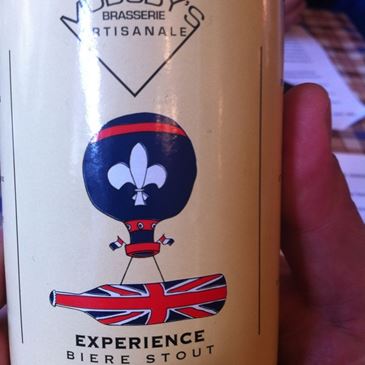 BRASSERIE
ARTISANALE
EXPERIENCE
BIERE STOUT